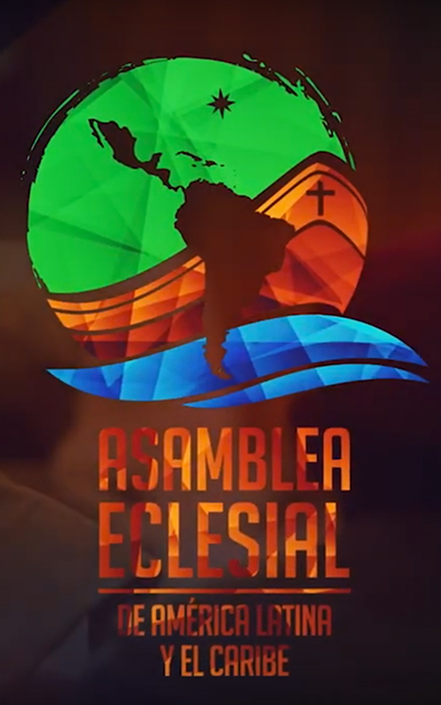 ASAMBLEA
ECLESIAL
DE AMÉRICA LATINA
Y EL CARIBE